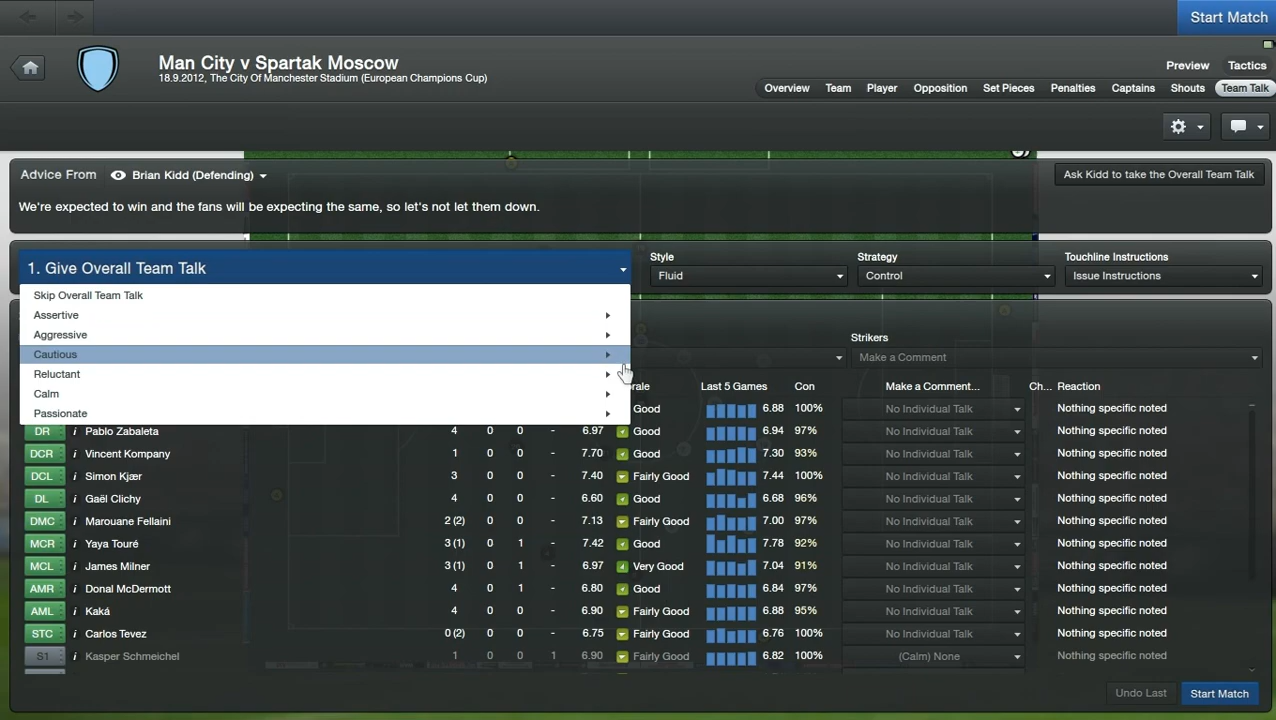 Start Match
Man City v Spartak Moscow
18.9.2012, The City Of Manchester Stadium (European Champions Cup)
Preview Tactics
Overview Team Player Opposition Set Pieces Penalties Captains Shouts Team Talk
Advice From Brian Kidd (Defending) Ask Kidd to take the Overall Team Talk
We're expected to win and the fans will be expecting the same, so let's not let them down.
1. Give Overall Team Talk
Style Strategy Touchline Instructions
Fluid Control Issue Instructions
Skip Overall Team Talk
Assertive
Aggressive
Cautious
Reluctant
Calm
Passionate
Strikers
Make a Comment
Last 5 Games Con Make a Comment... Ch... Reaction
Good 6.88 100% No Individual Talk Nothing specific noted
DR i Pablo Zabaleta 4 0 0 - 6.97 Good 6.94 97% No Individual Talk Nothing specific noted
DCR i Vincent Kompany 1 0 0 - 7.70 Good 7.30 93% No Individual Talk Nothing specific noted
DCL i Simon Kjær 3 0 0 - 7.40 Fairly Good 7.44 100% No Individual Talk Nothing specific noted
DL i Gaël Clichy 4 0 0 - 6.60 Good 6.68 96% No Individual Talk Nothing specific noted
DMC i Marouane Fellaini 2 (2) 0 0 - 7.13 Fairly Good 7.00 97% No Individual Talk Nothing specific noted
MCR i Yaya Touré 3 (1) 0 1 - 7.42 Good 7.78 92% No Individual Talk Nothing specific noted
MCL i James Milner 3 (1) 0 1 - 6.97 Very Good 7.04 91% No Individual Talk Nothing specific noted
AMR i Donal McDermott 4 0 1 - 6.80 Good 6.84 97% No Individual Talk Nothing specific noted
AML i Kaká 4 0 0 - 6.90 Fairly Good 6.88 95% No Individual Talk Nothing specific noted
STC i Carlos Tevez 0 (2) 0 0 - 6.75 Fairly Good 6.76 100% No Individual Talk Nothing specific noted
S1 i Kasper Schmeichel 1 0 0 1 6.90 Fairly Good 6.82 100% (Calm) None Nothing specific noted
Undo Last Start Match